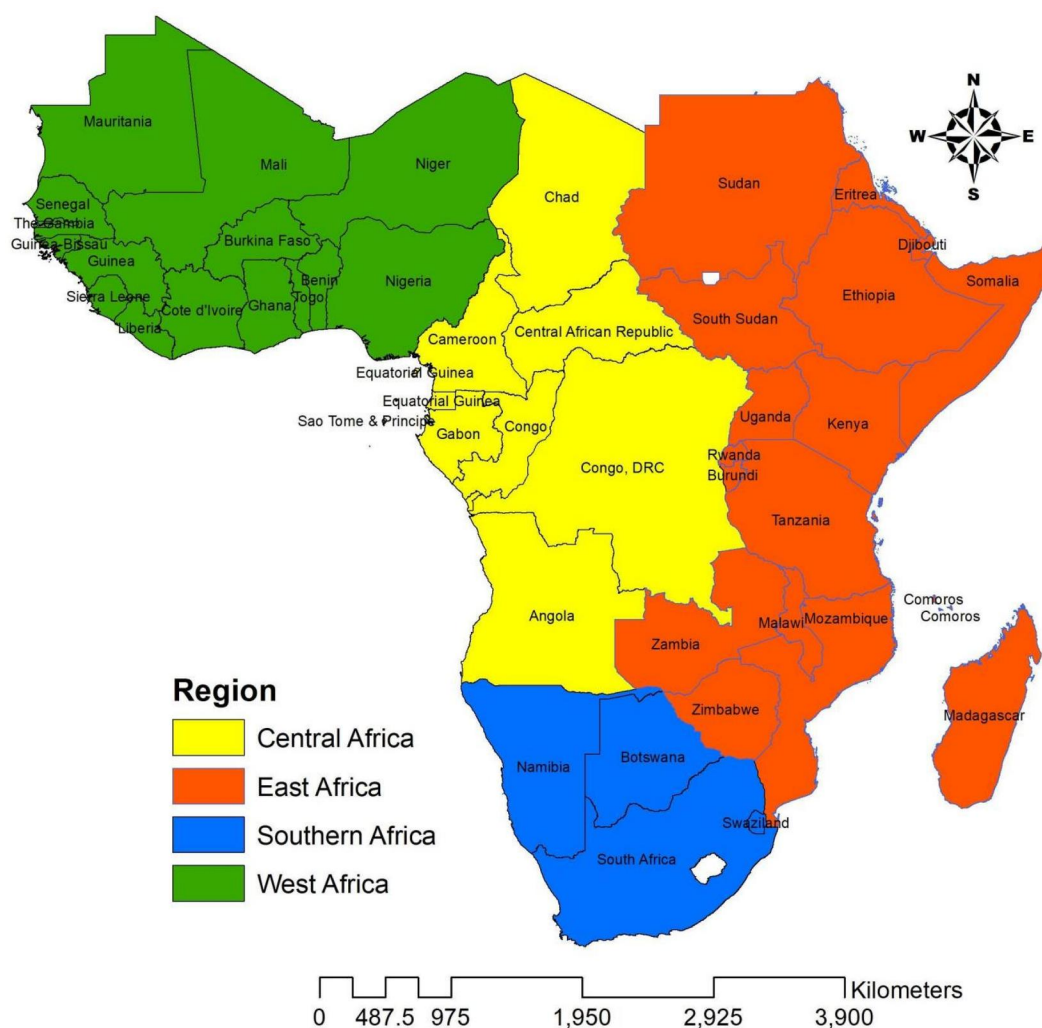 N
W E
S
Mauritania
Mali
Niger
Chad
Sudan
Eritrea
Senegal
The Gambia
Guinea-Bissau
Guinea
Burkina Faso
Benin
Togo
Nigeria
Djibouti
Somalia
Ethiopia
Sierra Leone
Cote d'Ivoire
Ghana
Liberia
South Sudan
Central African Republic
Cameroon
Equatorial Guinea
Equatorial Guinea
Sao Tome & Principe
Gabon
Congo
Uganda
Kenya
Rwanda
Burundi
Congo, DRC
Tanzania
Comoros
Comoros
Angola
Malawi
Mozambique
Zambia
Zimbabwe
Madagascar
Namibia
Botswana
Swaziland
South Africa
Region
Central Africa
East Africa
Southern Africa
West Africa
Kilometers
0 487.5 975 1,950 2,925 3,900